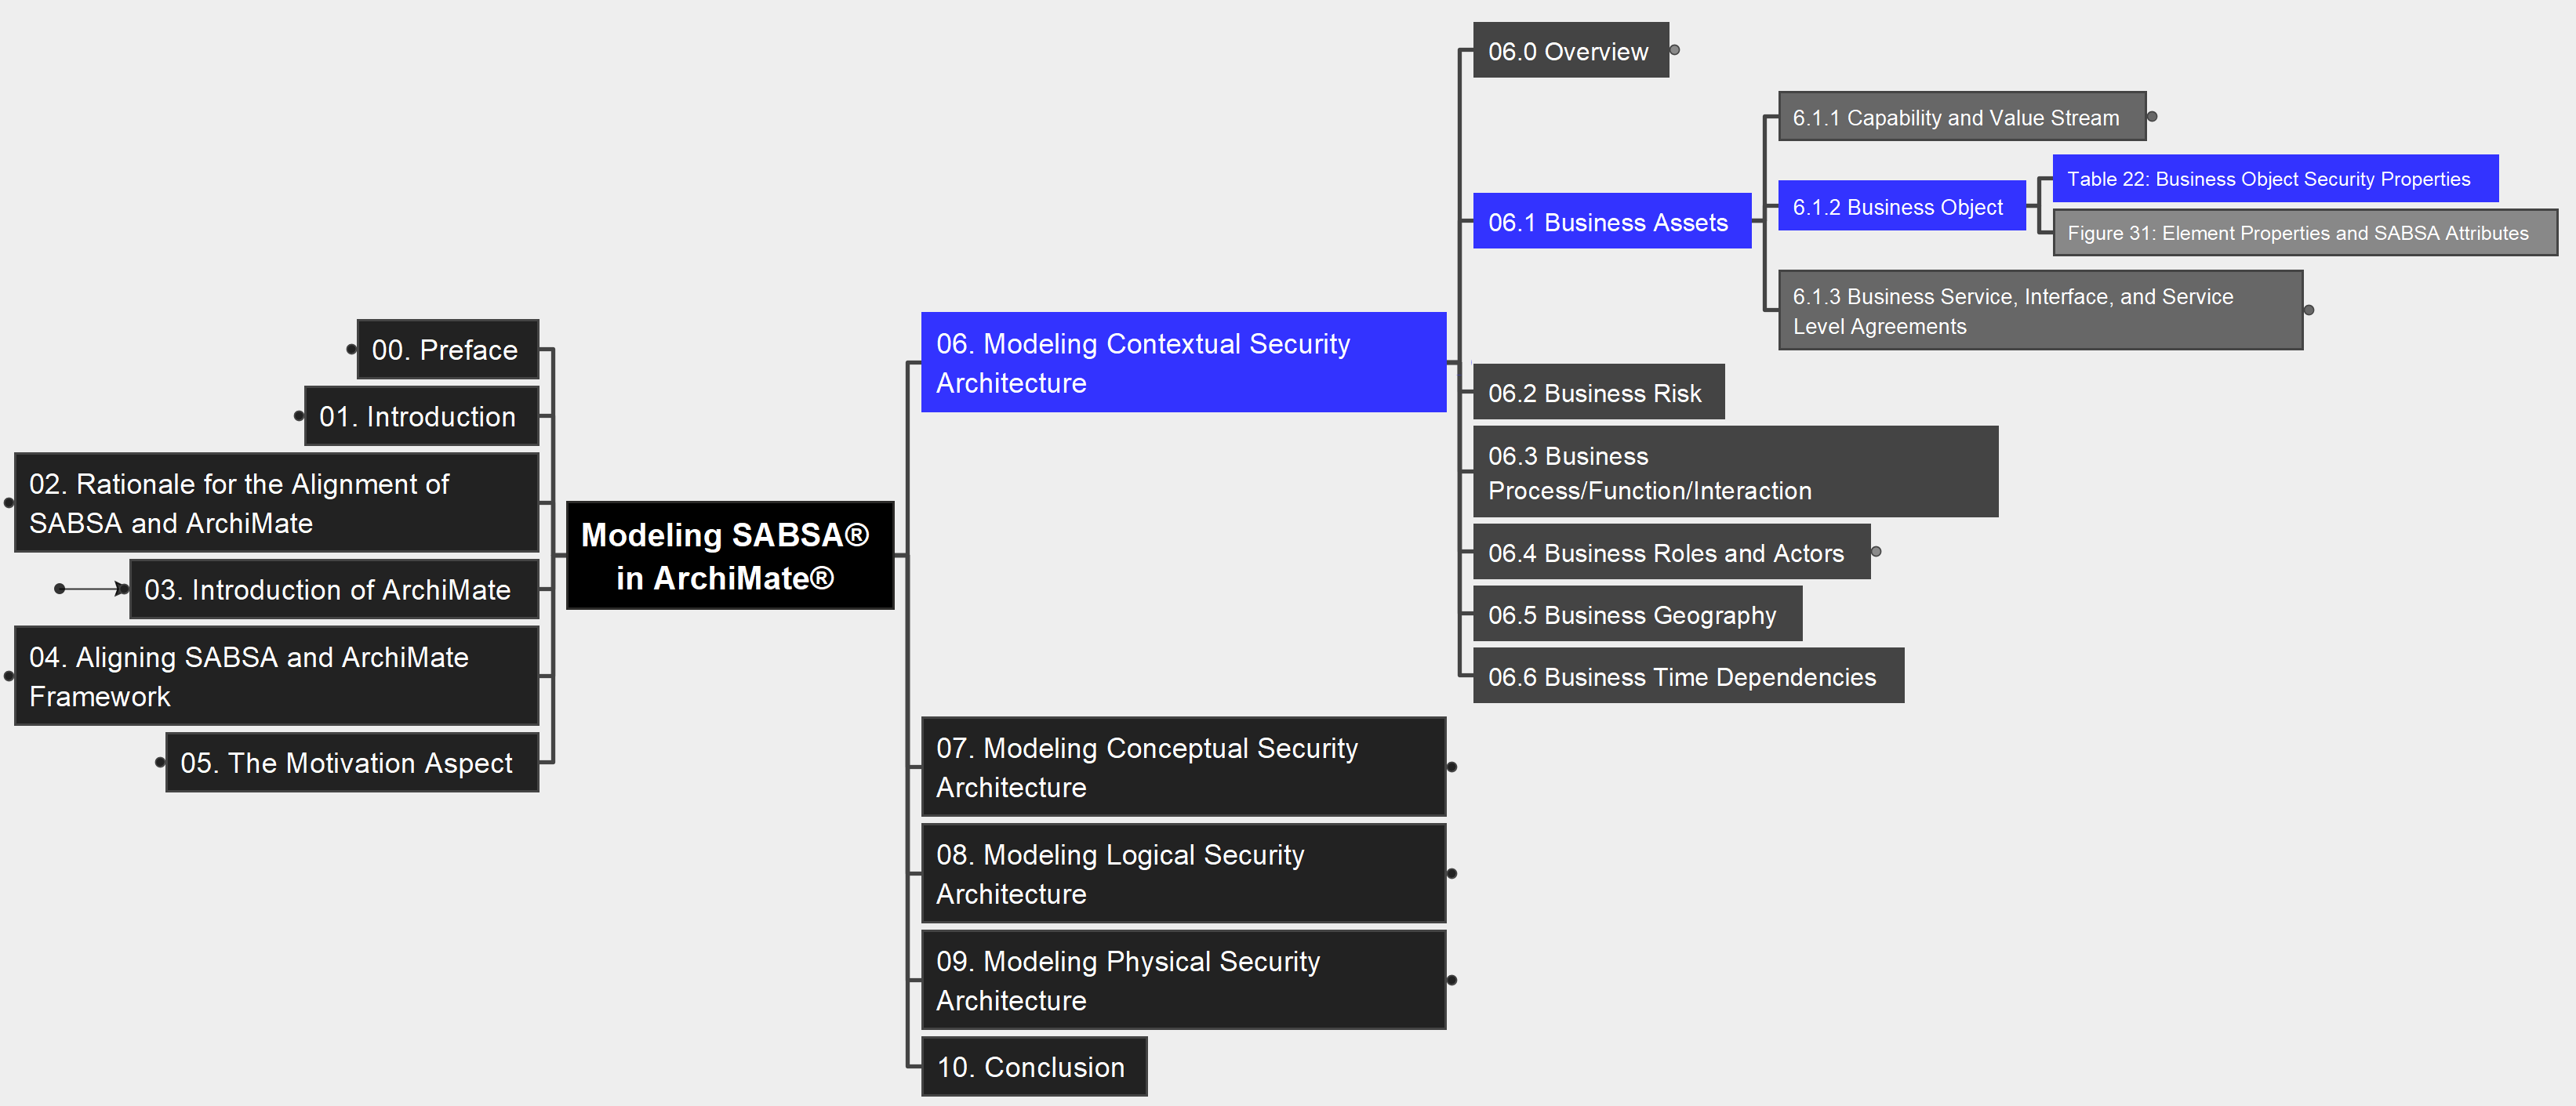 Modeling SABSA®
in ArchiMate®
00. Preface
01. Introduction
02. Rationale for the Alignment of
SABSA and ArchiMate
03. Introduction of ArchiMate
04. Aligning SABSA and ArchiMate
Framework
05. The Motivation Aspect
06. Modeling Contextual Security
Architecture
06.0 Overview
06.1 Business Assets
6.1.1 Capability and Value Stream
6.1.2 Business Object
Table 22: Business Object Security Properties
Figure 31: Element Properties and SABSA Attributes
6.1.3 Business Service, Interface, and Service
Level Agreements
06.2 Business Risk
06.3 Business
Process/Function/Interaction
06.4 Business Roles and Actors
06.5 Business Geography
06.6 Business Time Dependencies
07. Modeling Conceptual Security
Architecture
08. Modeling Logical Security
Architecture
09. Modeling Physical Security
Architecture
10. Conclusion